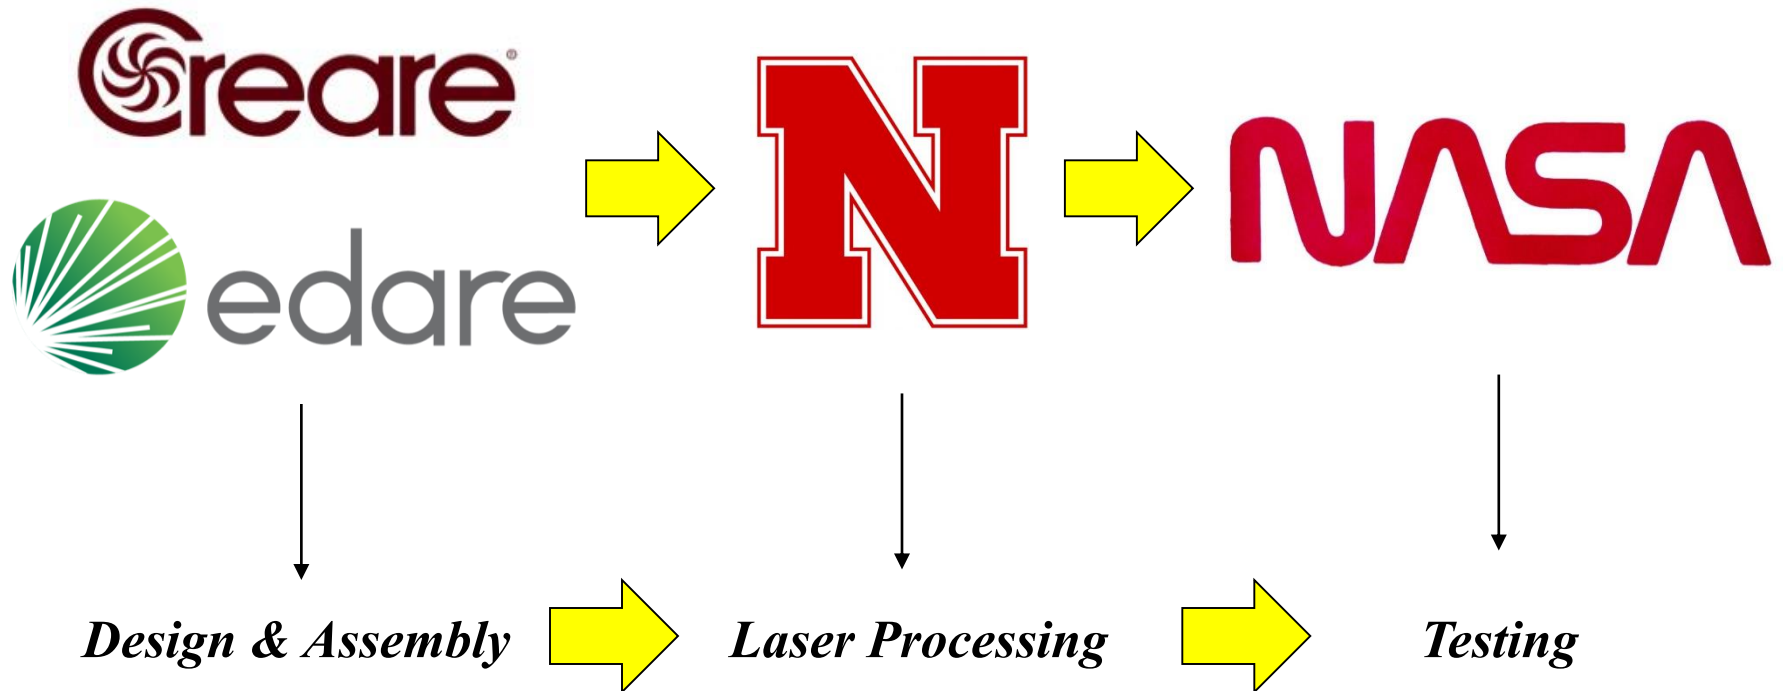 Creare®
edare
N
NASA
Design & Assembly
Laser Processing
Testing